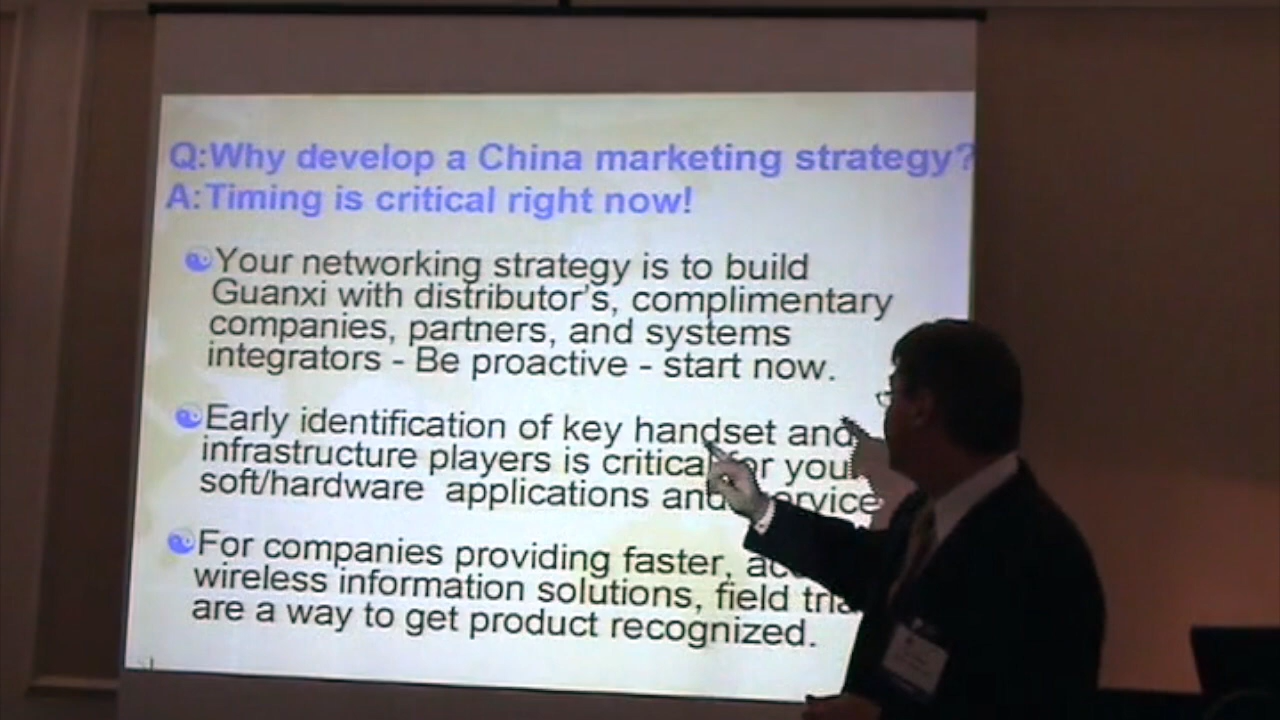 Q:Why develop a China marketing strategy?
A:Timing is critical right now!
Your networking strategy is to build
Guanxi with distributor's, complimentary
companies, partners, and systems
integrators - Be proactive - start now.
Early identification of key handset and
infrastructure players is critical for your
soft/hardware applications and service
For companies providing faster,
wireless information solutions, field
are a way to get product recognized.